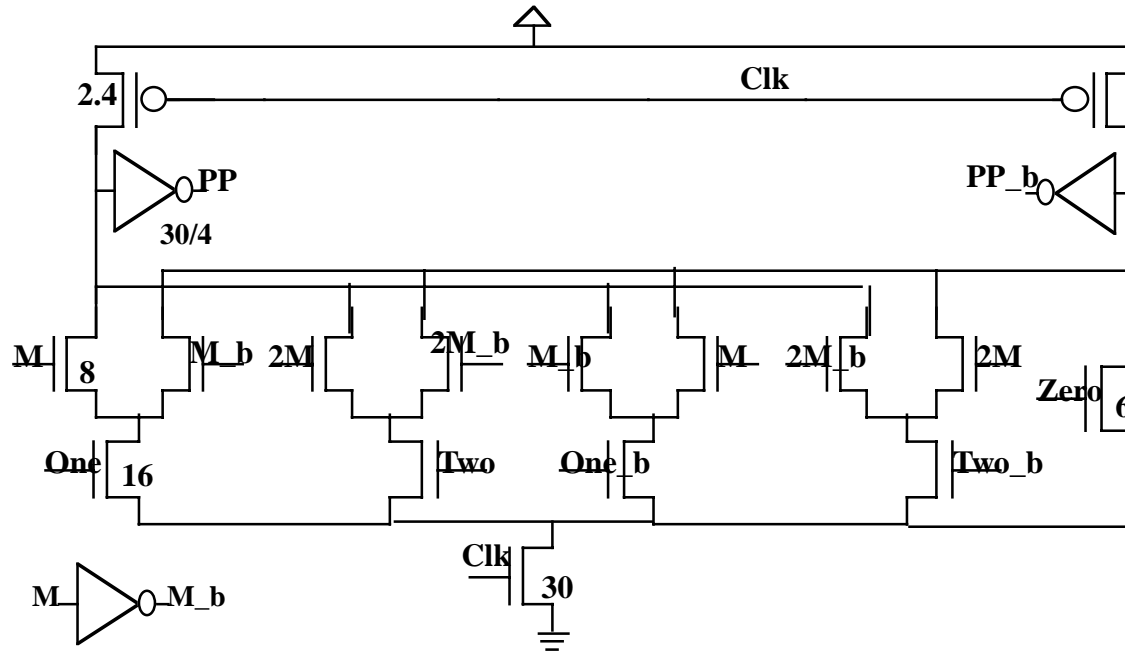 Clk
2.4
PP
PP_b
30/4
M
8
M_b
2M
2M_b
M_b
M
2M_b
2M
Zero
6
One
16
Two
One_b
Two_b
Clk
30
M
M_b